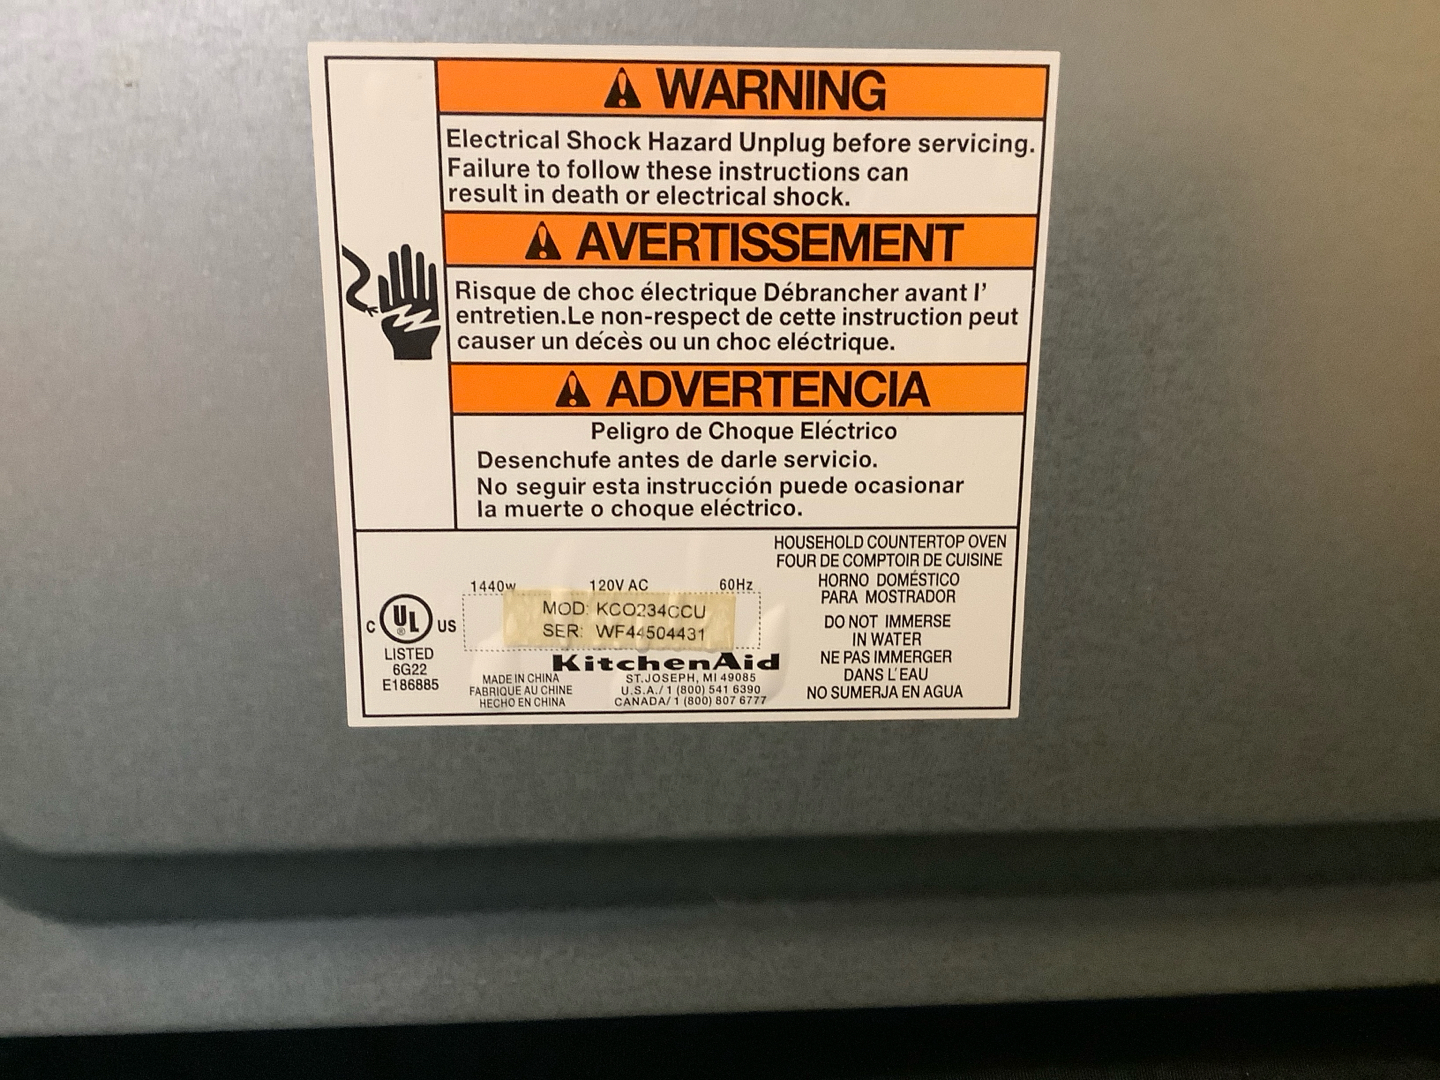 WARNING
Electrical Shock Hazard Unplug before servicing.
Failure to follow these instructions can
result in death or electrical shock.
AVERTISSEMENT
Risque de choc électrique Débrancher avant l'
entretien.Le non-respect de cette instruction peut
causer un décès ou un choc eléctrique.
ADVERTENCIA
Peligro de Choque Eléctrico
Desenchufe antes de darle servicio.
No seguir esta instrucción puede ocasionar
la muerte o choque eléctrico.
C UL ® US
LISTED
6G22
E186885
1440w 120V AC 60Hz
MOD: KCO234CCU
SER: WF44504431
KitchenAid
MADE IN CHINA
FABRIQUE AU CHINE
HECHO EN CHINA
ST.JOSEPH, MI 49085
U.S.A./ 1 (800) 541 6390
CANADA/ 1 (800) 807 6777
HOUSEHOLD COUNTERTOP OVEN
FOUR DE COMPTOIR DE CUISINE
HORNO DOMÉSTICO
PARA MOSTRADOR
DO NOT IMMERSE
IN WATER
NE PAS IMMERGER
DANS L'EAU
NO SUMERJA EN AGUA